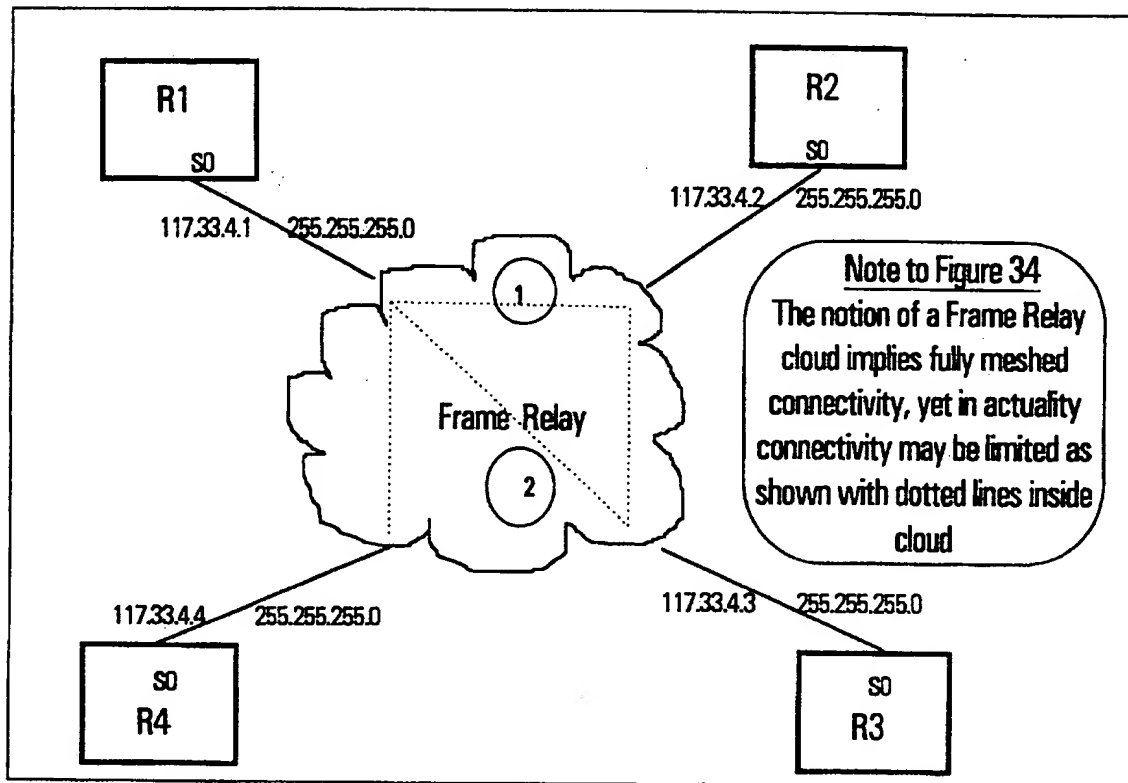 R1
S0
R2
S0
117.33.4.1 255.255.255.0
117.33.4.2 255.255.255.0
1
Frame Relay
2
Note to Figure 34
The notion of a Frame Relay
cloud implies fully meshed
connectivity, yet in actuality
connectivity may be limited as
shown with dotted lines inside
cloud
117.33.4.4 255.255.255.0
117.33.4.3 255.255.255.0
S0
R4
S0
R3